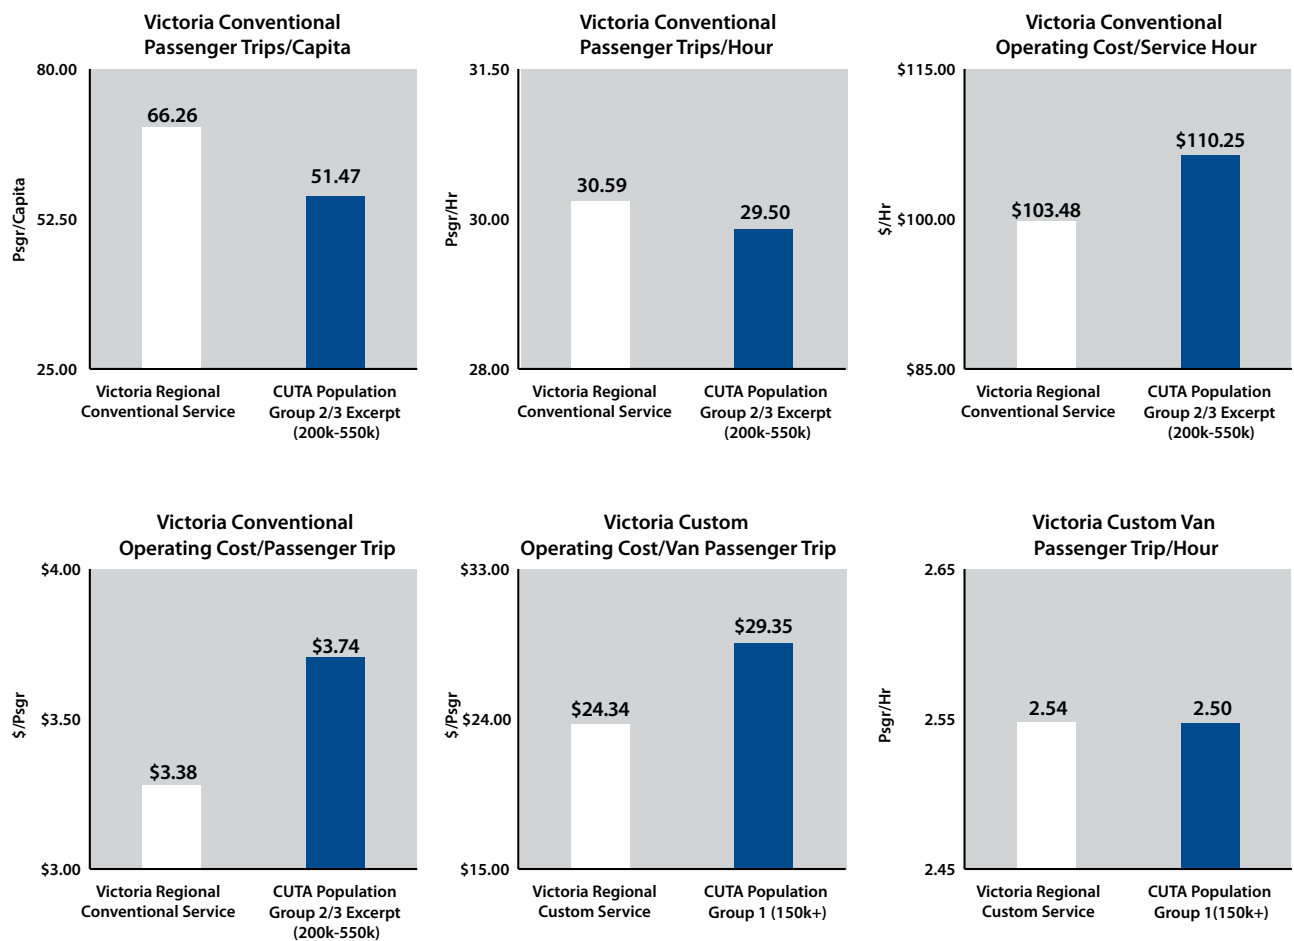 Victoria Conventional
Passenger Trips/Capita
80.00
66.26
51.47
52.50
25.00
Psgr/Capita
Victoria Regional
Conventional Service
CUTA Population
Group 2/3 Excerpt
(200k-550k)
Victoria Conventional
Passenger Trips/Hour
31.50
30.59
29.50
30.00
28.00
Psgr/Hr
Victoria Regional
Conventional Service
CUTA Population
Group 2/3 Excerpt
(200k-550k)
Victoria Conventional
Operating Cost/Service Hour
$115.00
$110.25
$103.48
$100.00
$85.00
$/Hr
Victoria Regional
Conventional Service
CUTA Population
Group 2/3 Excerpt
(200k-550k)
Victoria Conventional
Operating Cost/Passenger Trip
$4.00
$3.74
$3.50
$3.38
$3.00
$/Psgr
Victoria Regional
Conventional Service
CUTA Population
Group 2/3 Excerpt
(200k-550k)
Victoria Custom
Operating Cost/Van Passenger Trip
$33.00
$29.35
$24.34
$24.00
$15.00
$/Psgr
Victoria Regional
Custom Service
CUTA Population
Group 1 (150k+)
Victoria Custom Van
Passenger Trip/Hour
2.65
2.54
2.50
2.55
2.45
Psgr/Hr
Victoria Regional
Custom Service
CUTA Population
Group 1(150k+)